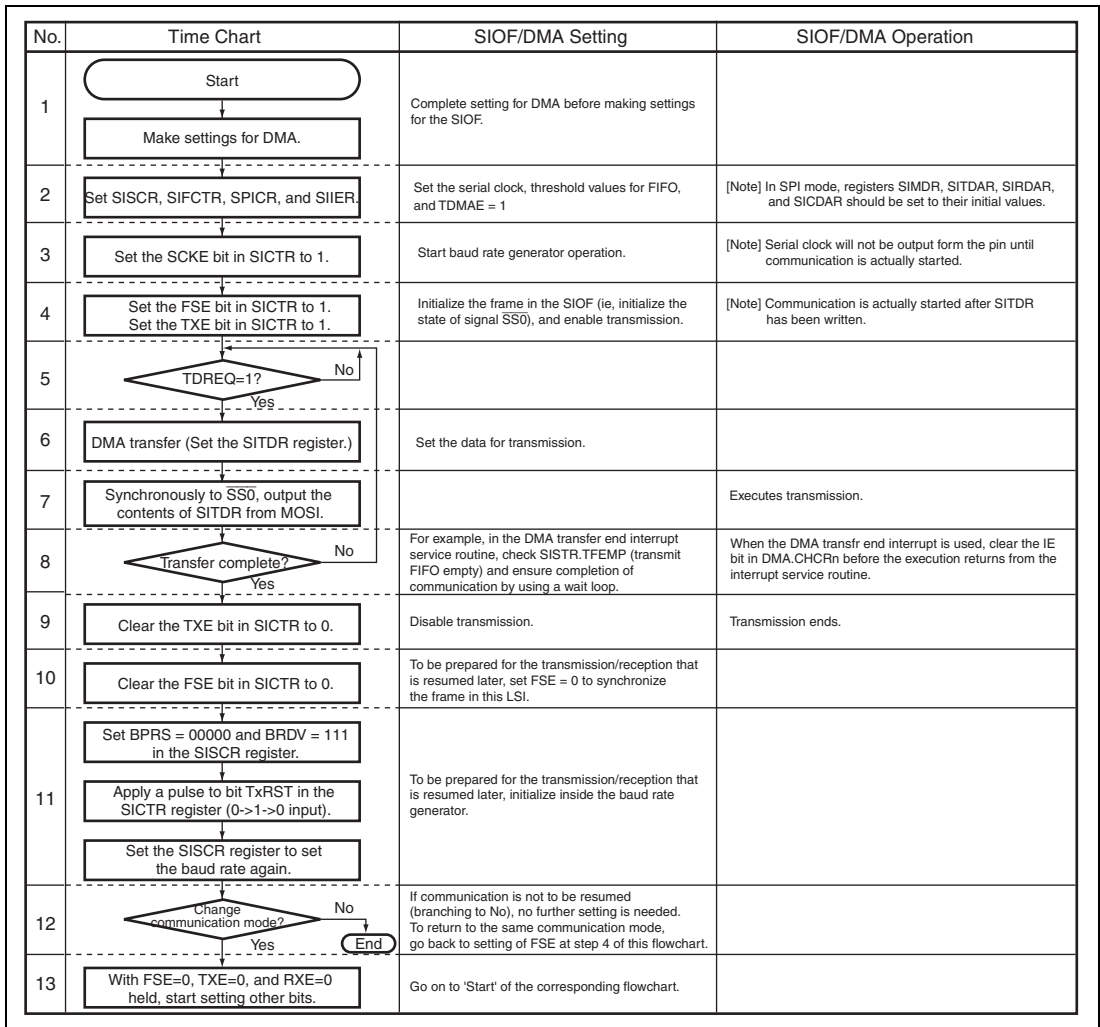 No. Time Chart SIOF/DMA Setting SIOF/DMA Operation
1
Start
Make settings for DMA.
Complete setting for DMA before making settings
for the SIOF.
2
Set SISCR, SIFCTR, SPICR, and SIIER.
Set the serial clock, threshold values for FIFO,
and TDMAE = 1
[Note] In SPI mode, registers SIMDR, SITDAR, SIRDAR,
and SICDAR should be set to their initial values.
3
Set the SCKE bit in SICTR to 1.
Start baud rate generator operation.
[Note] Serial clock will not be output form the pin until
communication is actually started.
4
Set the FSE bit in SICTR to 1.
Set the TXE bit in SICTR to 1.
Initialize the frame in the SIOF (ie, initialize the
state of signal SS0), and enable transmission.
[Note] Communication is actually started after SITDR
has been written.
5
TDREQ=1?
No
Yes
6
DMA transfer (Set the SITDR register.)
Set the data for transmission.
7
Synchronously to SS0, output the
contents of SITDR from MOSI.
Executes transmission.
8
Transfer complete?
No
Yes
For example, in the DMA transfer end interrupt
service routine, check SISTR.TFEMP (transmit
FIFO empty) and ensure completion of
communication by using a wait loop.
When the DMA transfr end interrupt is used, clear the IE
bit in DMA.CHCRn before the execution returns from the
interrupt service routine.
9
Clear the TXE bit in SICTR to 0.
Disable transmission.
Transmission ends.
10
Clear the FSE bit in SICTR to 0.
To be prepared for the transmission/reception that
is resumed later, set FSE = 0 to synchronize
the frame in this LSI.
11
Set BPRS = 00000 and BRDV = 111
in the SISCR register.
Apply a pulse to bit TxRST in the
SICTR register (0->1->0 input).
Set the SISCR register to set
the baud rate again.
To be prepared for the transmission/reception that
is resumed later, initialize inside the baud rate
generator.
12
Change
communication mode?
No
Yes
End
If communication is not to be resumed
(branching to No), no further setting is needed.
To return to the same communication mode,
go back to setting of FSE at step 4 of this flowchart.
13
With FSE=0, TXE=0, and RXE=0
held, start setting other bits.
Go on to 'Start' of the corresponding flowchart.